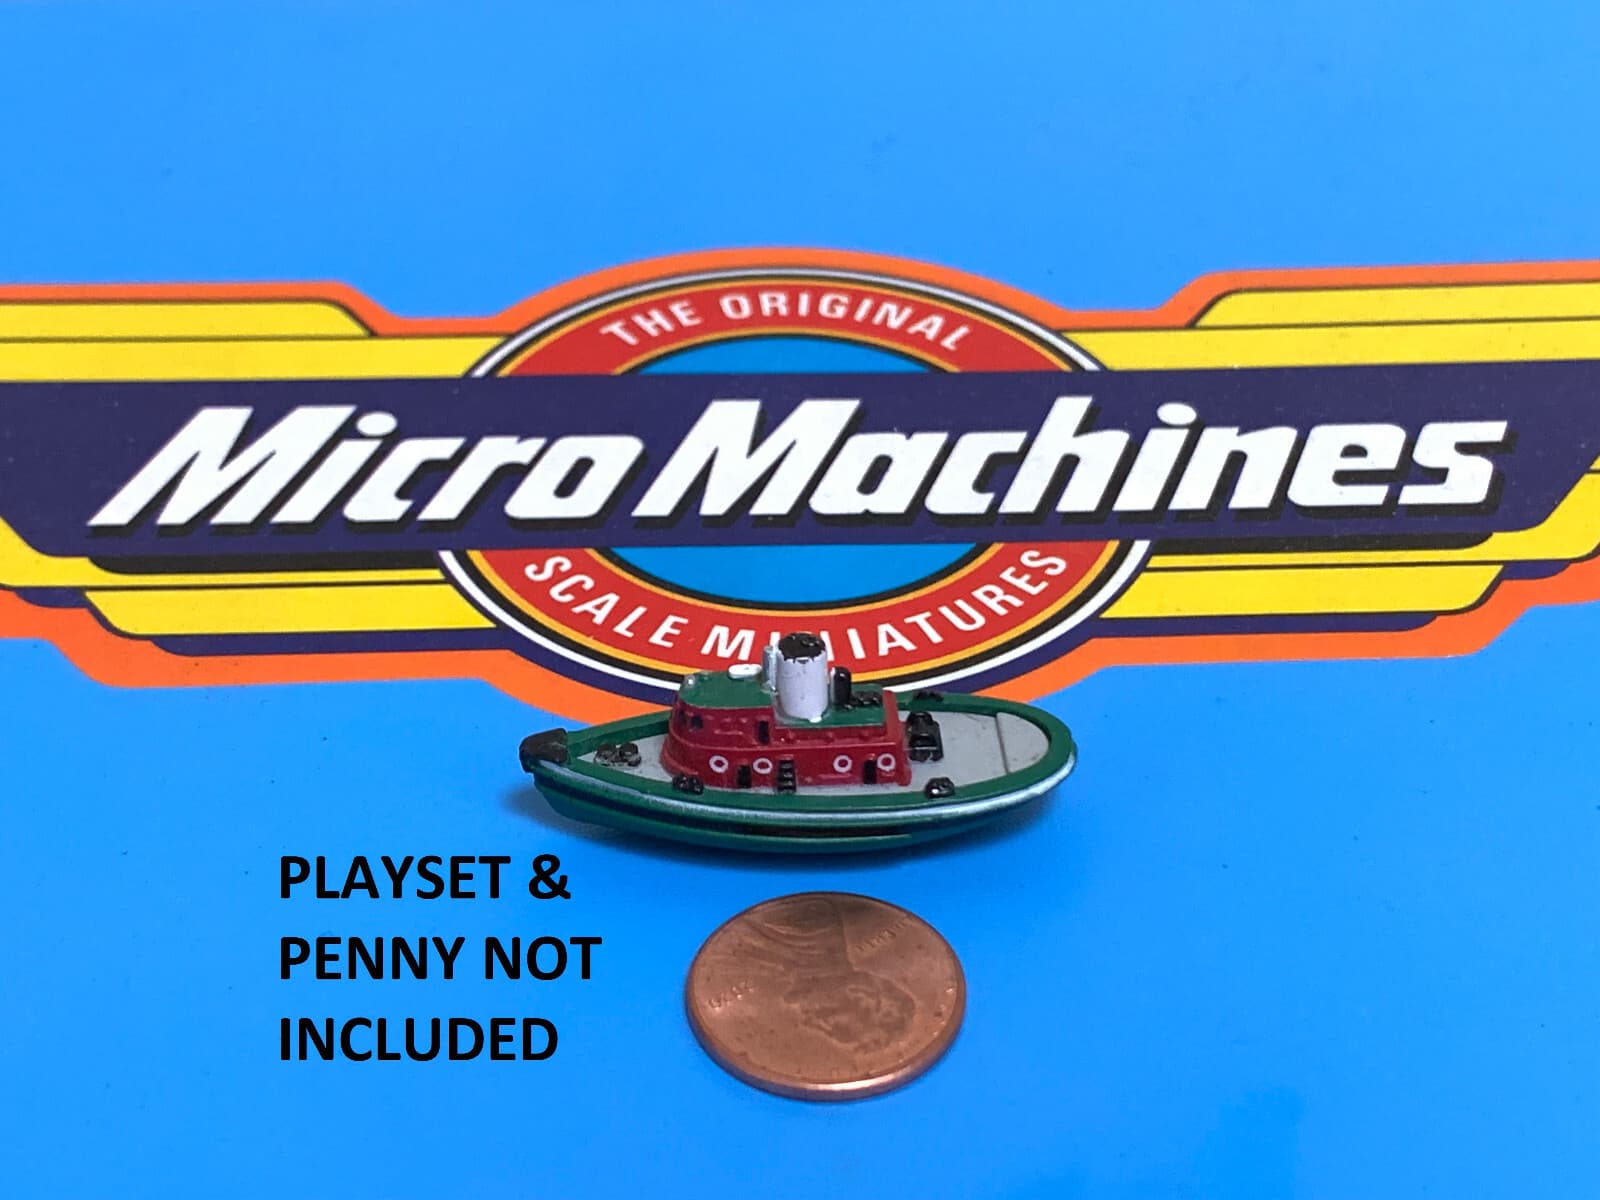 THE ORIGINAL
Micro Machines
SCALE MINIATURES
PLAYSET &
PENNY NOT
INCLUDED